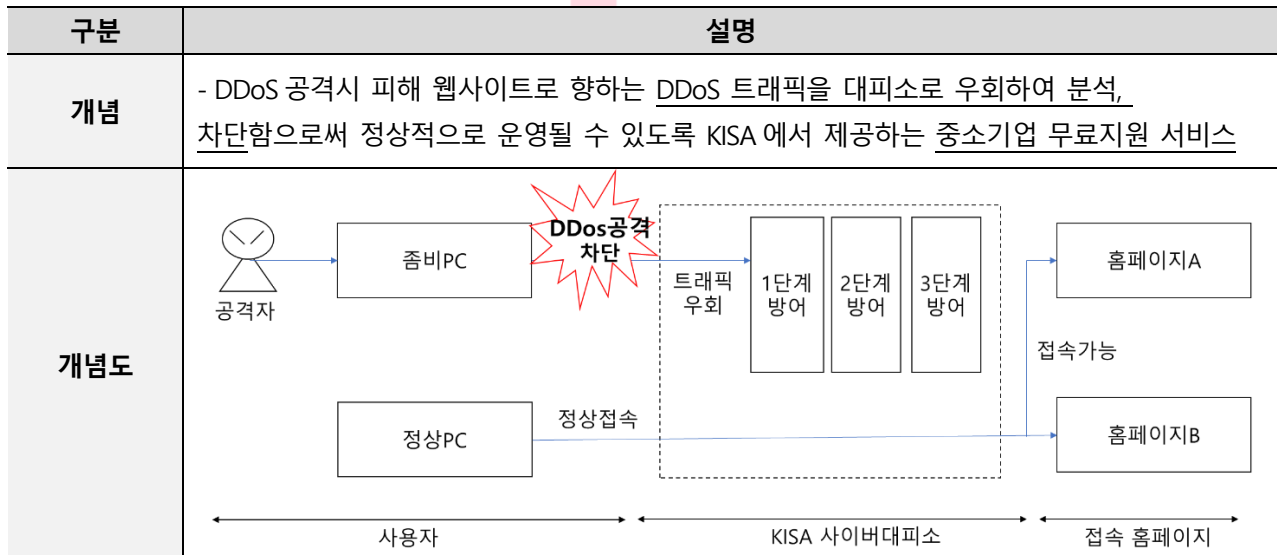 구분 설명
개념
- DDoS 공격시 피해 웹사이트로 향하는 DDoS 트래픽을 대피소로 우회하여 분석,
차단함으로써 정상적으로 운영될 수 있도록 KISA에서 제공하는 중소기업 무료지원 서비스
개념도
공격자
좀비PC
DDos공격
차단
트래픽
우회
1단계
방어
2단계
방어
3단계
방어
홈페이지A
접속가능
정상PC
정상접속
홈페이지B
사용자
KISA 사이버대피소
접속 홈페이지